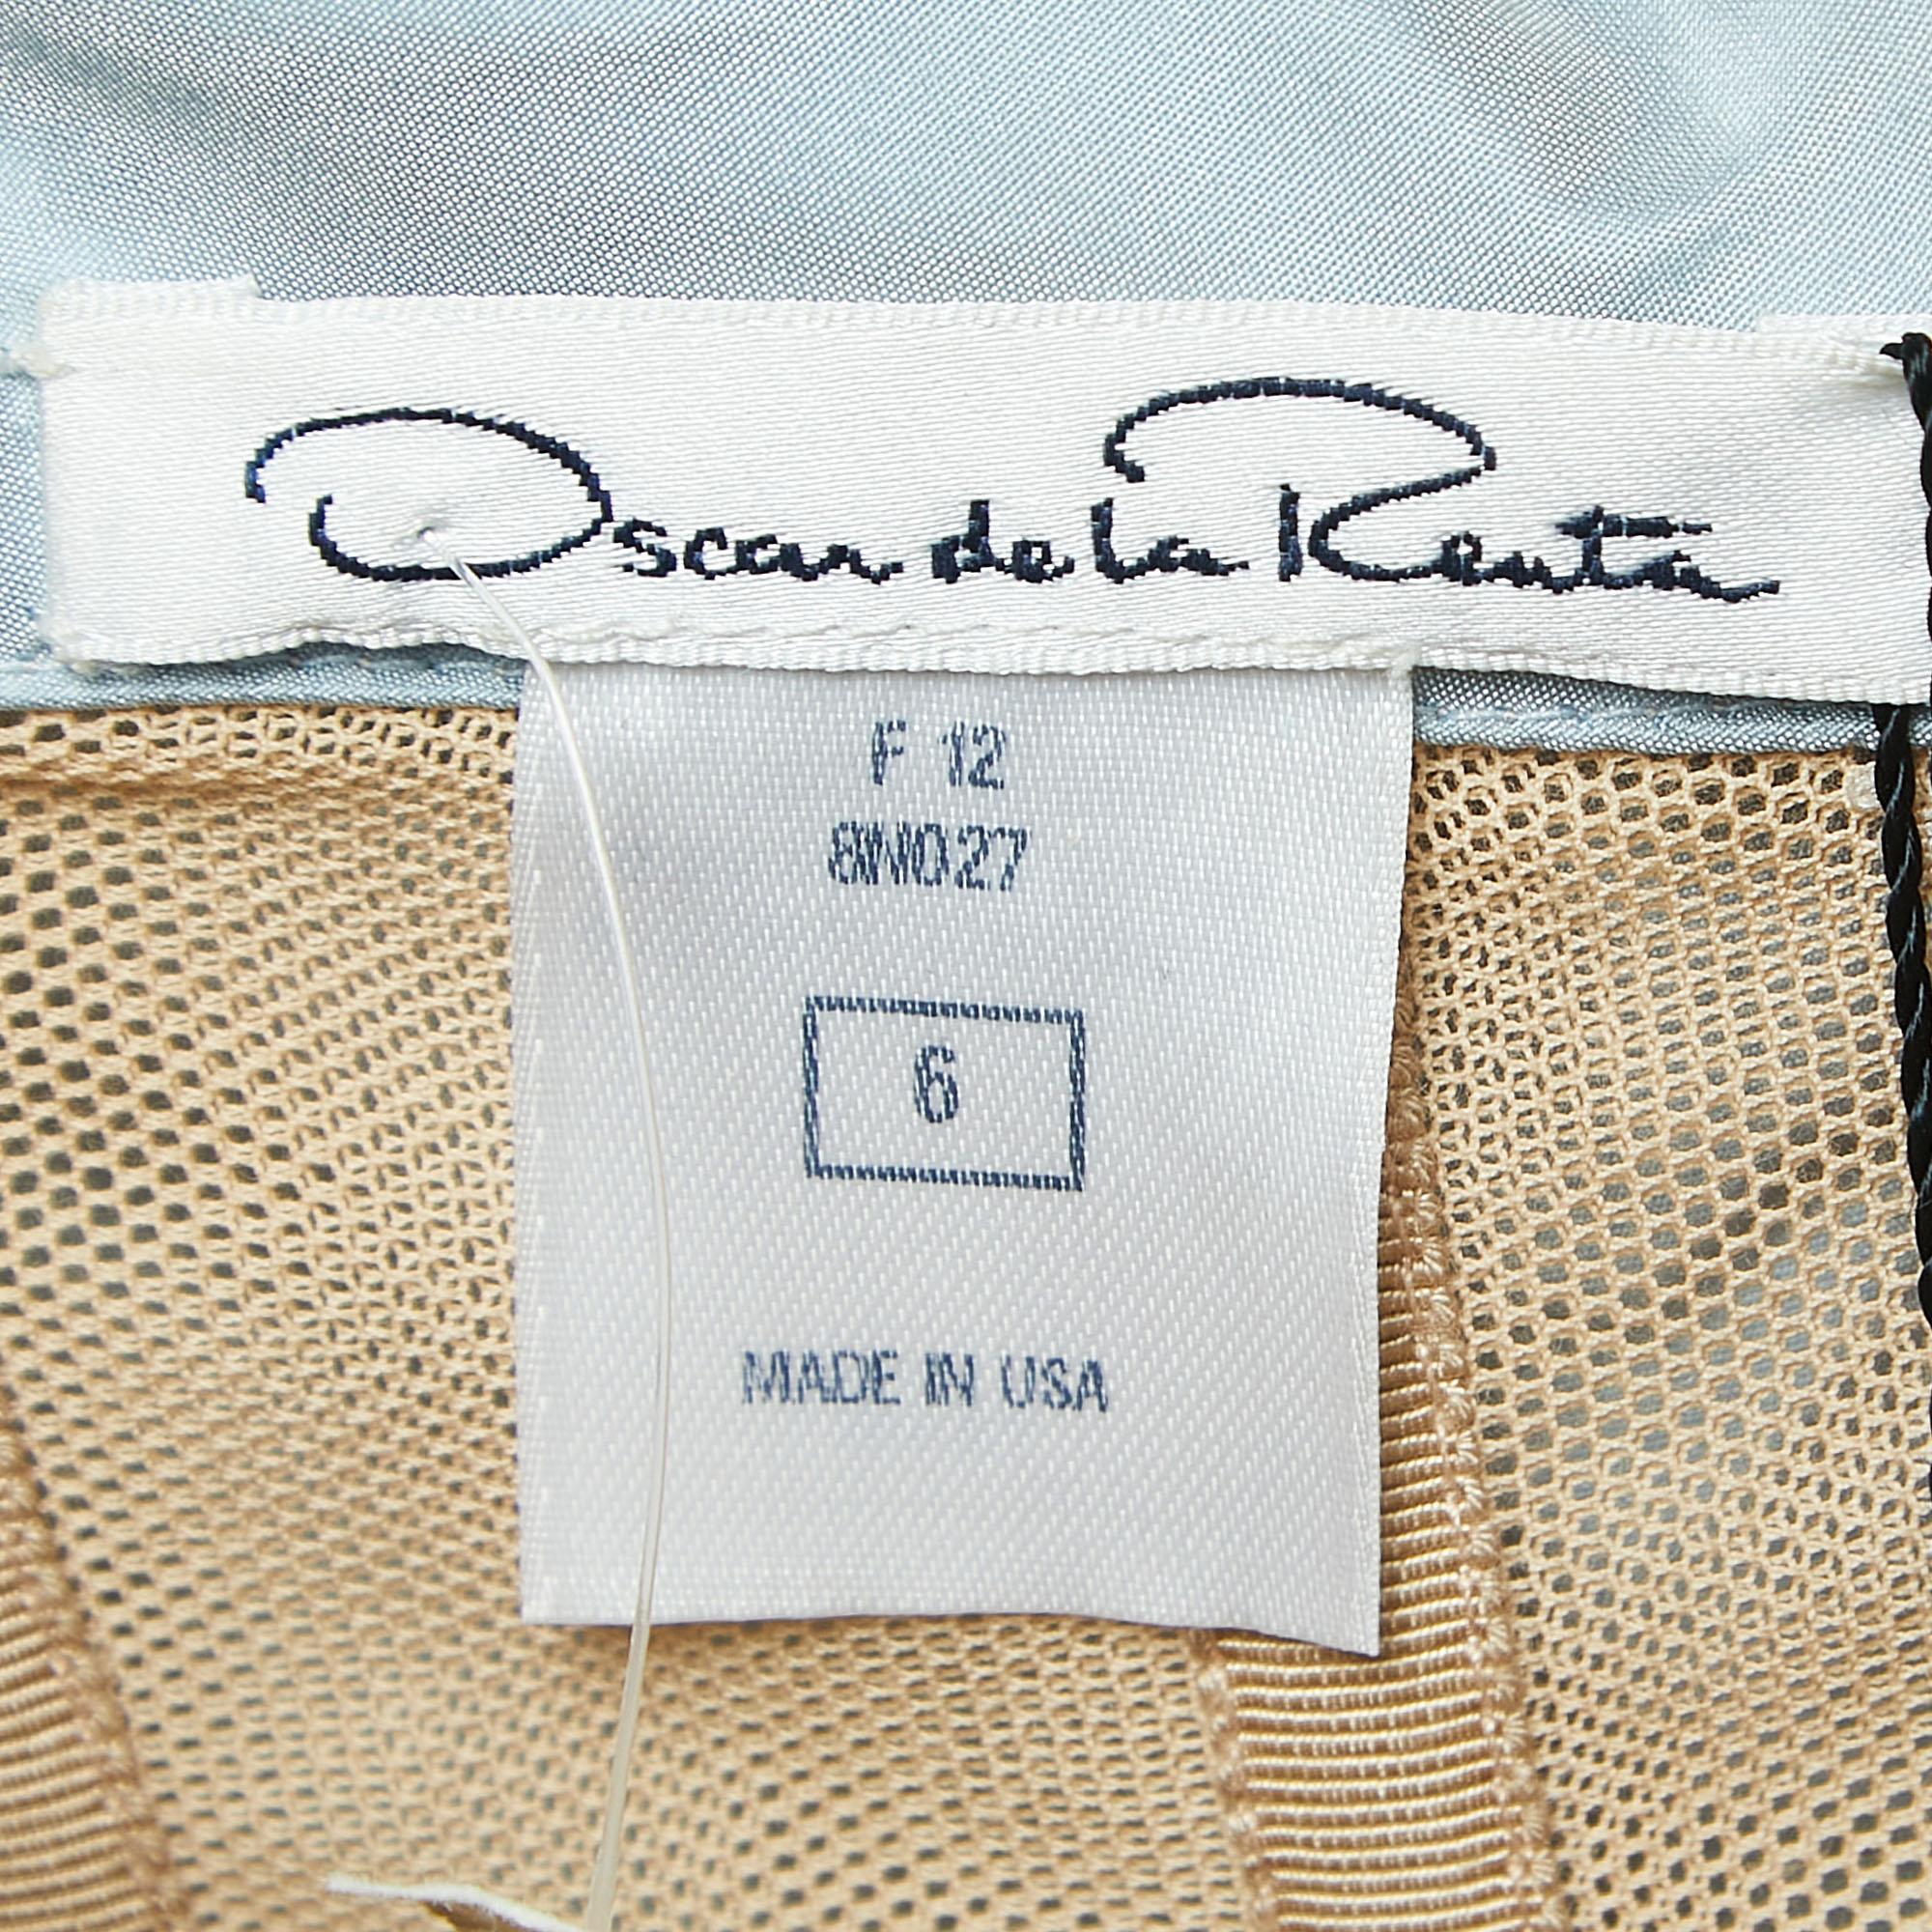 Oscar de la Renta
F 12
8N027
6
MADE IN USA